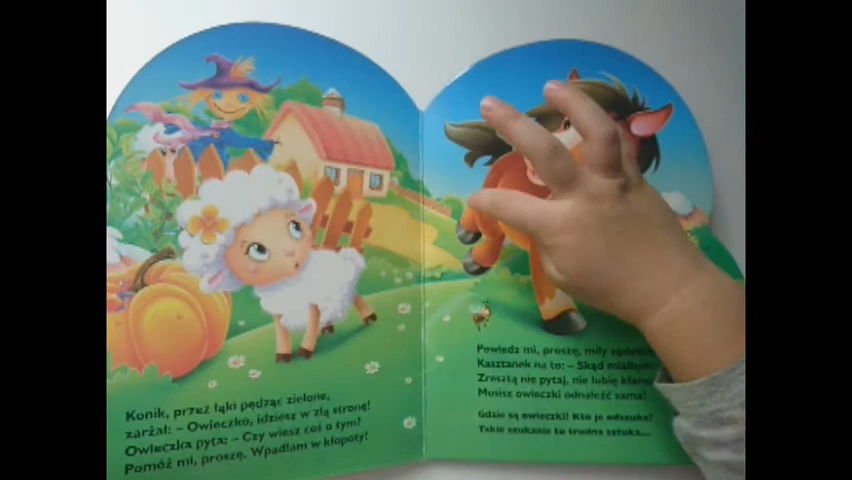 Konik, przez łąki pędząc zielone,
zarżał: – Owieczko, idziesz w złą stronę!
Owieczka pyta: – Czy wiesz coś o tym?
Pomóż mi, proszę. Wpadłam w kłopoty!
Powiedz mi, proszę, miły
Kasztanek na to: – Skąd
Zresztą nie pytaj, nie lubię
Musisz owieczki odnaleźć sama!
Gdzie są owieczki? Kto je odszuka?
Takie szukanie to trudna sztuka...